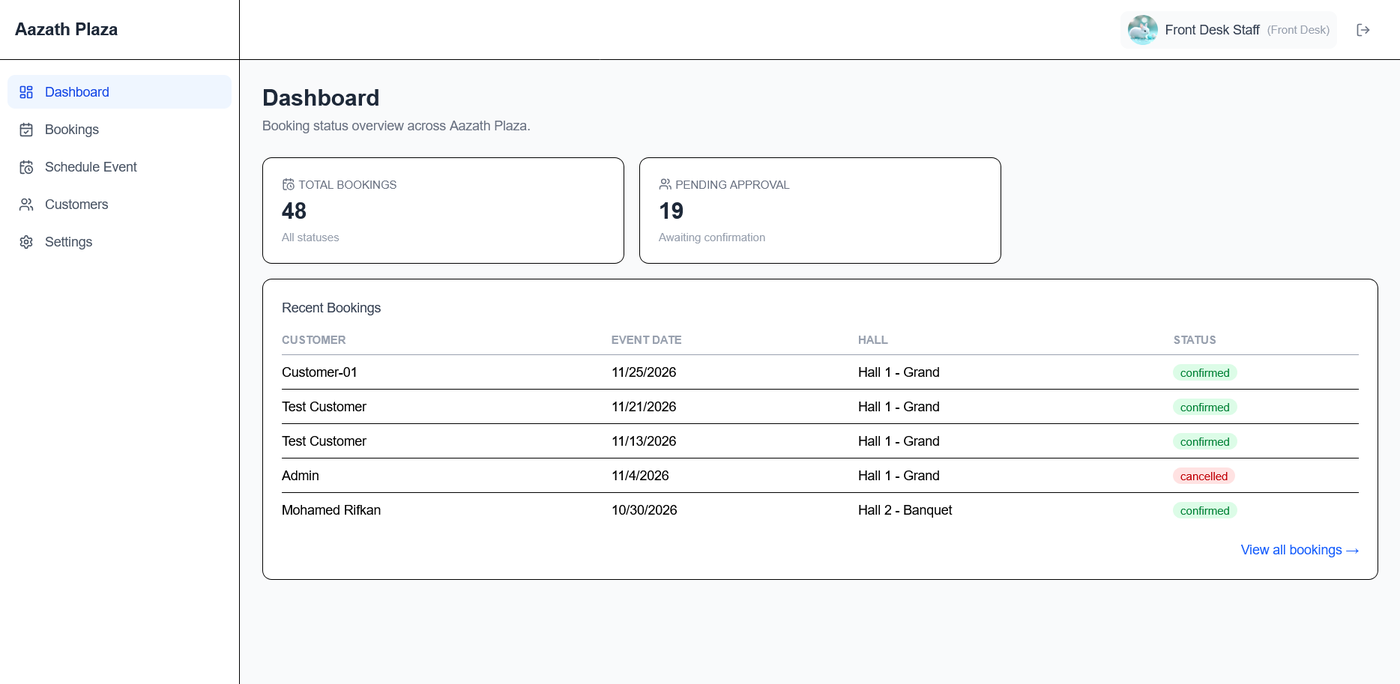 Aazath Plaza
Front Desk Staff (Front Desk)
Dashboard
Bookings
Schedule Event
Customers
Settings
Dashboard
Booking status overview across Aazath Plaza.
TOTAL BOOKINGS
48
All statuses
PENDING APPROVAL
19
Awaiting confirmation
Recent Bookings
CUSTOMER EVENT DATE HALL STATUS
Customer-01 11/25/2026 Hall 1 - Grand confirmed
Test Customer 11/21/2026 Hall 1 - Grand confirmed
Test Customer 11/13/2026 Hall 1 - Grand confirmed
Admin 11/4/2026 Hall 1 - Grand cancelled
Mohamed Rifkan 10/30/2026 Hall 2 - Banquet confirmed
View all bookings →